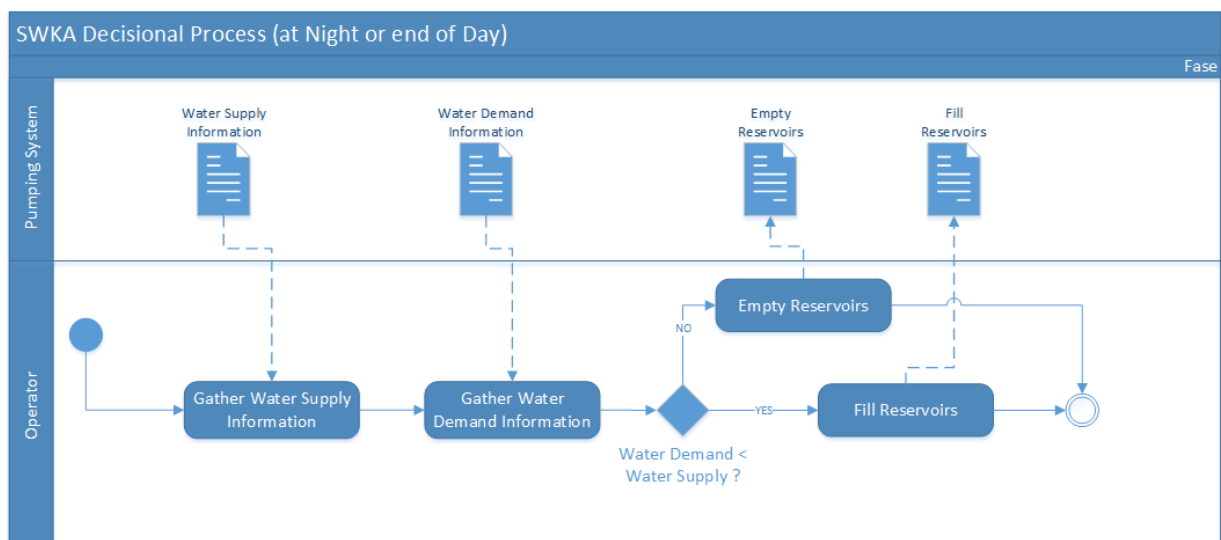 SWKA Decisional Process (at Night or end of Day)
Fase
Pumping System
Water Supply
Information
Water Demand
Information
Empty
Reservoirs
Fill
Reservoirs
Operator
Empty Reservoirs
NO
Gather Water Supply
Information
Gather Water
Demand Information
YES
Fill Reservoirs
Water Demand <
Water Supply ?